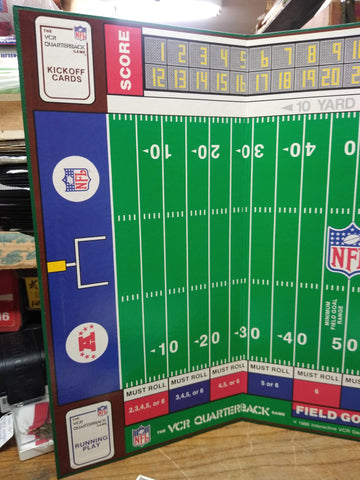 THE
VCR
QUARTERBACK
GAME
KICKOFF
CARDS
SCORE
1 2 3 4 5 6 7 8 9
12 13 14 15 16 17 18 19 20
◄ 10 YARD
NFL
◄10 ◄20 ◄30 ◄40 5
NFL
MINIMUM
FIELD GOAL
RANGE
◄10 ◄20 ◄30 ◄40 50
MUST ROLL MUST ROLL MUST ROLL MUST ROLL MUST ROLL
2,3,4,5, or 6 3,4,5, or 6 4,5, or 6 5 or 6 6
THE
VCR
QUARTERBACK
GAME
RUNNING
PLAY
NFL
THE VCR QUARTERBACK GAME
FIELD GO
© 1986 Interactive VCR